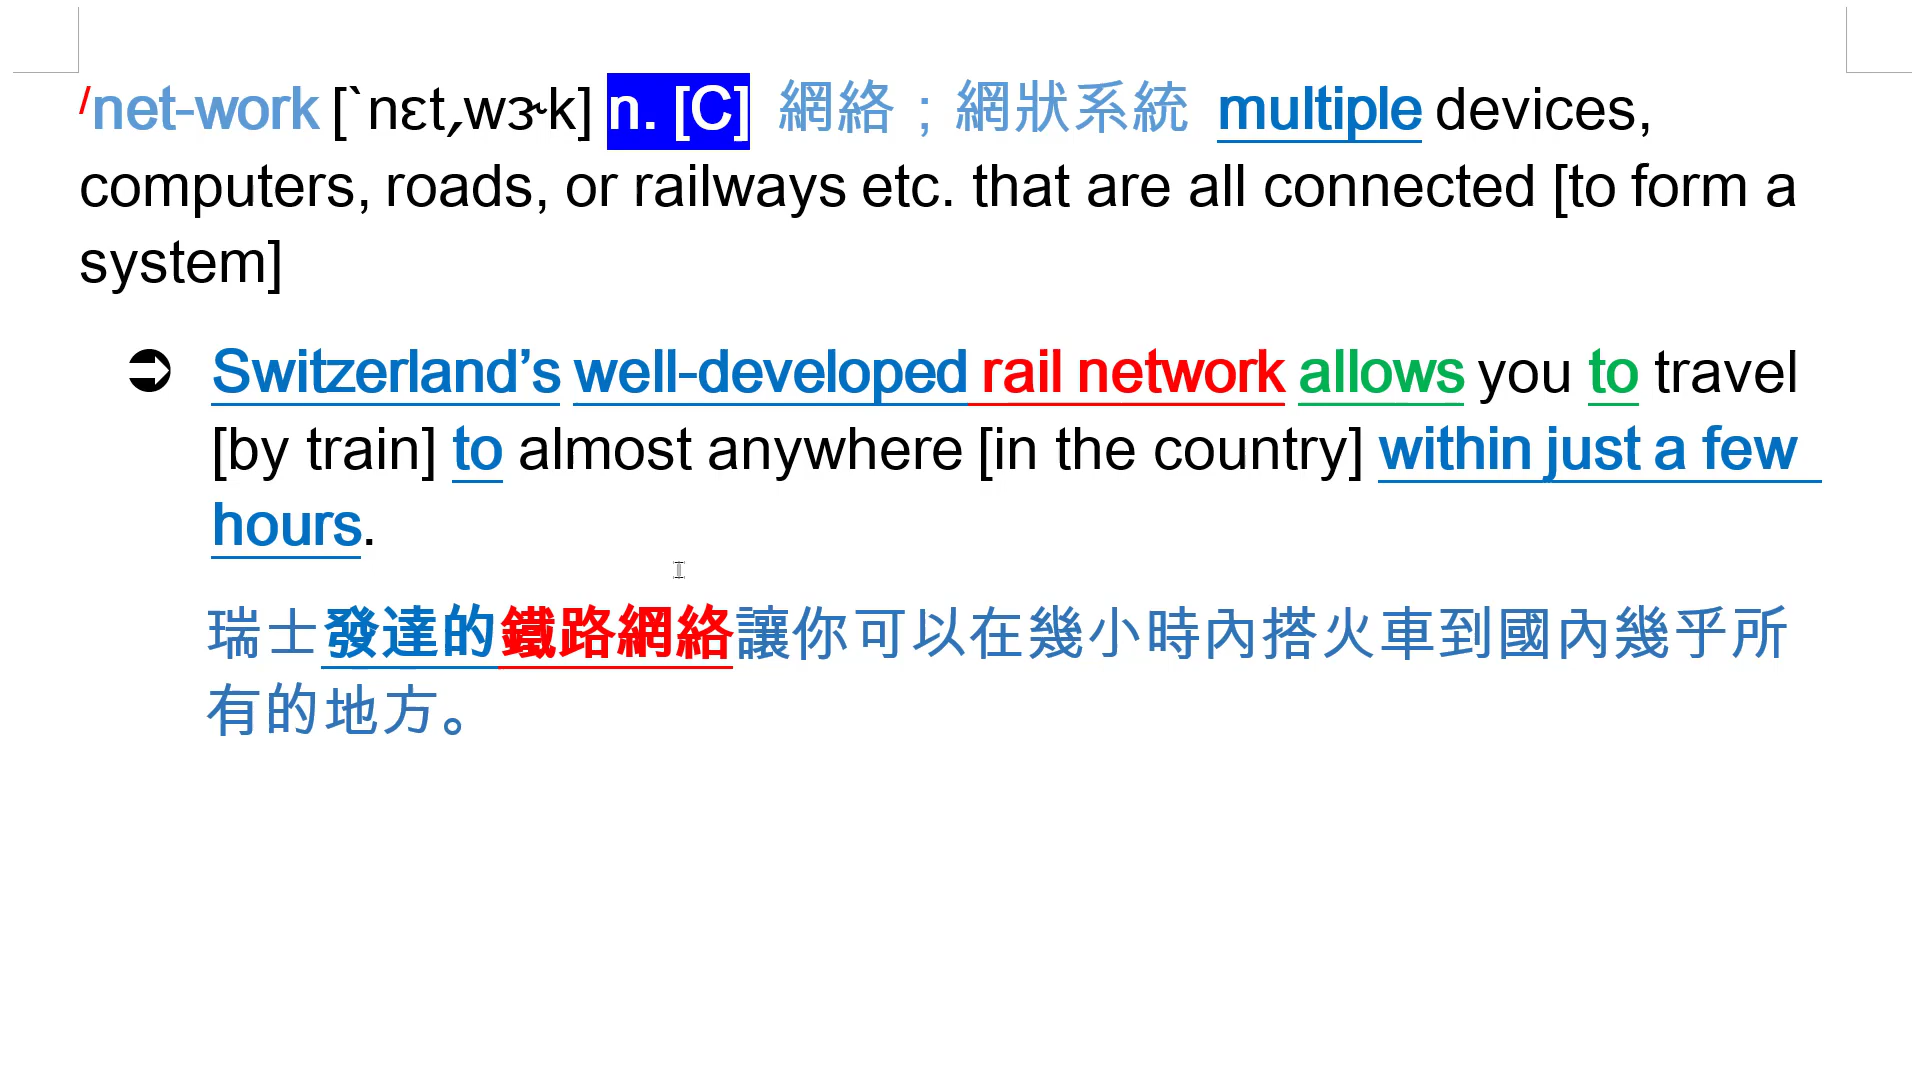 /net-work [`nɛt͵wɝk] n. [C] 網絡；網狀系統 multiple devices,
computers, roads, or railways etc. that are all connected [to form a
system]
➲ Switzerland’s well-developed rail network allows you to travel
[by train] to almost anywhere [in the country] within just a few
hours.
瑞士發達的鐵路網絡讓你可以在幾小時內搭火車到國內幾乎所
有的地方。